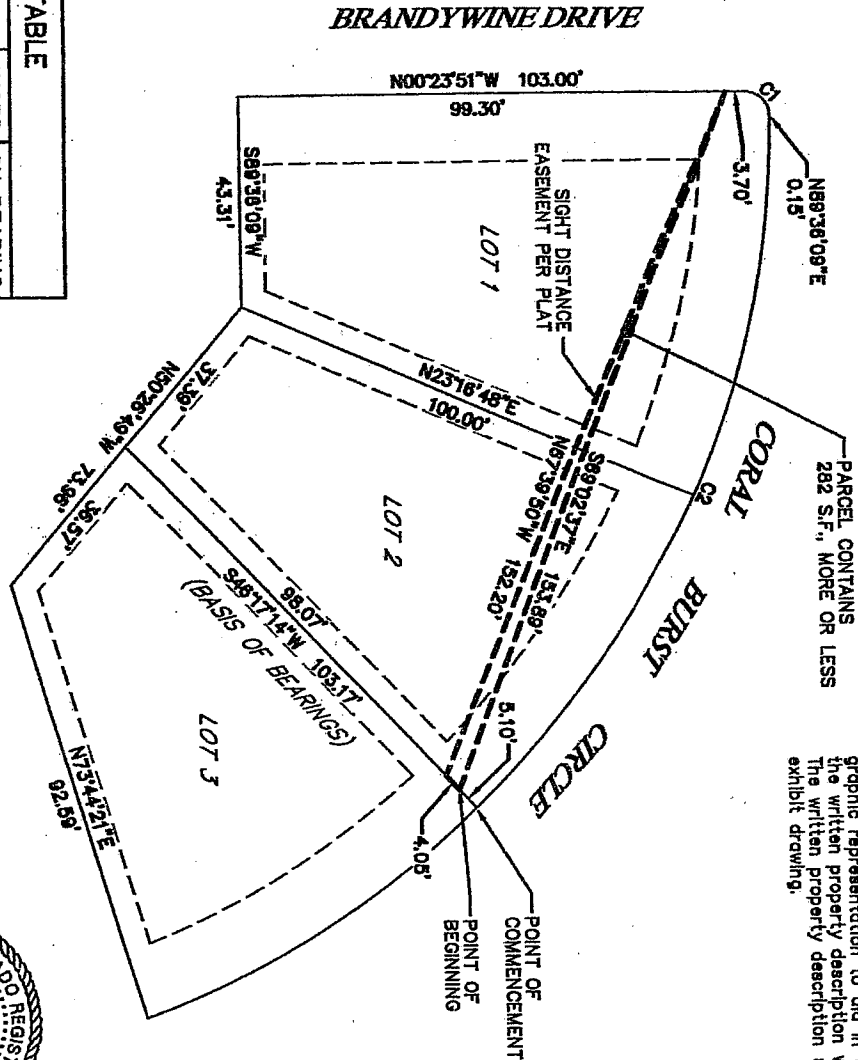 BRANDYWINE DRIVE
N00°23'51"W 103.00'
99.30'
C1
N89°36'09"E
0.15'
3.70'
SIGHT DISTANCE
EASEMENT PER PLAT
LOT 1
S89°36'09"W
43.31'
PARCEL CONTAINS
282 S.F., MORE OR LESS
CORAL
BURST
CIRCLE
C2
N23°16'48"E
100.00'
N67°39'50"W 152.20'
S69°02'37"E 153.89'
37.39'
N50°26'49"W 73.96'
36.57'
LOT 2
98.07'
S46°17'14"W 103.17'
(BASIS OF BEARINGS)
5.10'
4.05'
LOT 3
N73°44'21"E
92.59'
POINT OF
COMMENCEMENT
POINT OF
BEGINNING
graphic representation to aid in
the written property description
The written property description
exhibit drawing.
TABLE
ADO REGIS